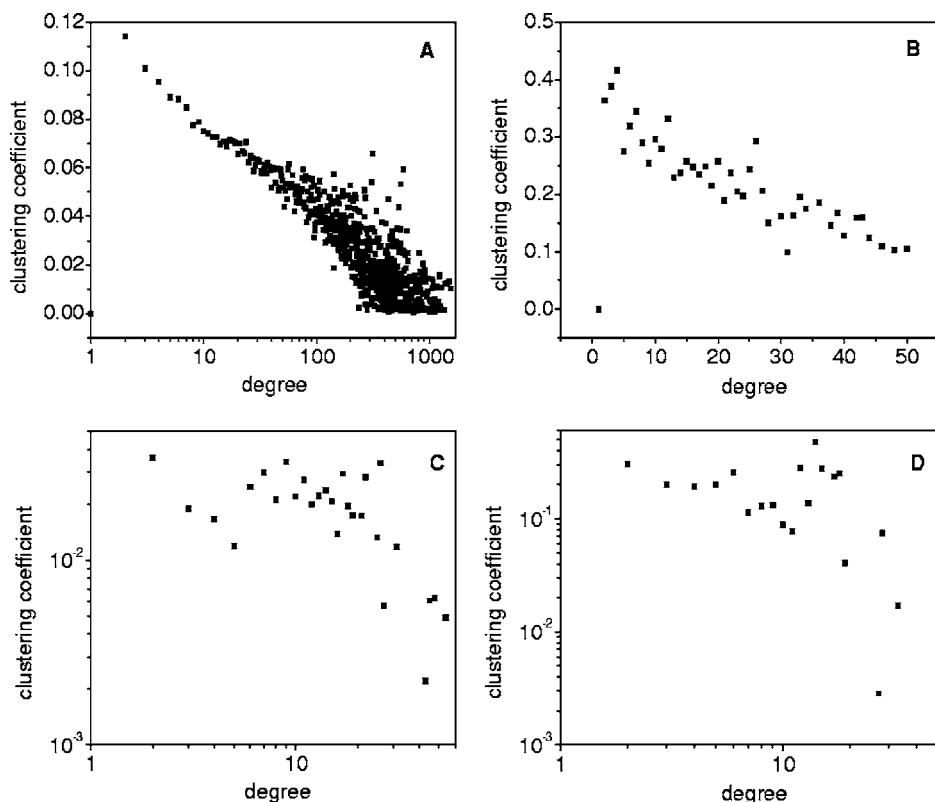 A
clustering coefficient
0.12
0.10
0.08
0.06
0.04
0.02
0.00
1
10
100
1000
degree
B
clustering coefficient
0.5
0.4
0.3
0.2
0.1
0.0
0
10
20
30
40
50
degree
C
clustering coefficient
10-2
10-3
1
10
degree
D
clustering coefficient
10-1
10-2
10-3
1
10
degree